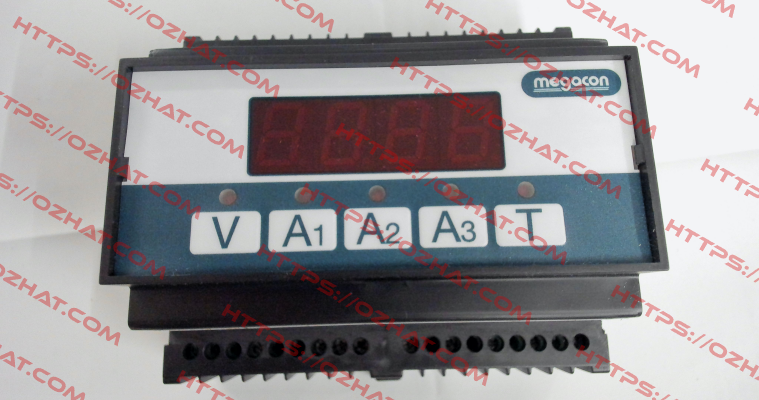 megacon
V A1 A2 A3 T
HTTPS://OZHAT.COM